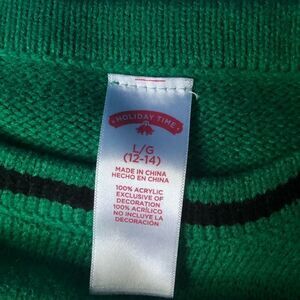 HOLIDAY TIME
L/G
(12-14)
MADE IN CHINA
HECHO EN CHINA
100% ACRYLIC
EXCLUSIVE OF
DECORATION
100% ACRÍLICO
NO INCLUYE LA
DECORACIÓN